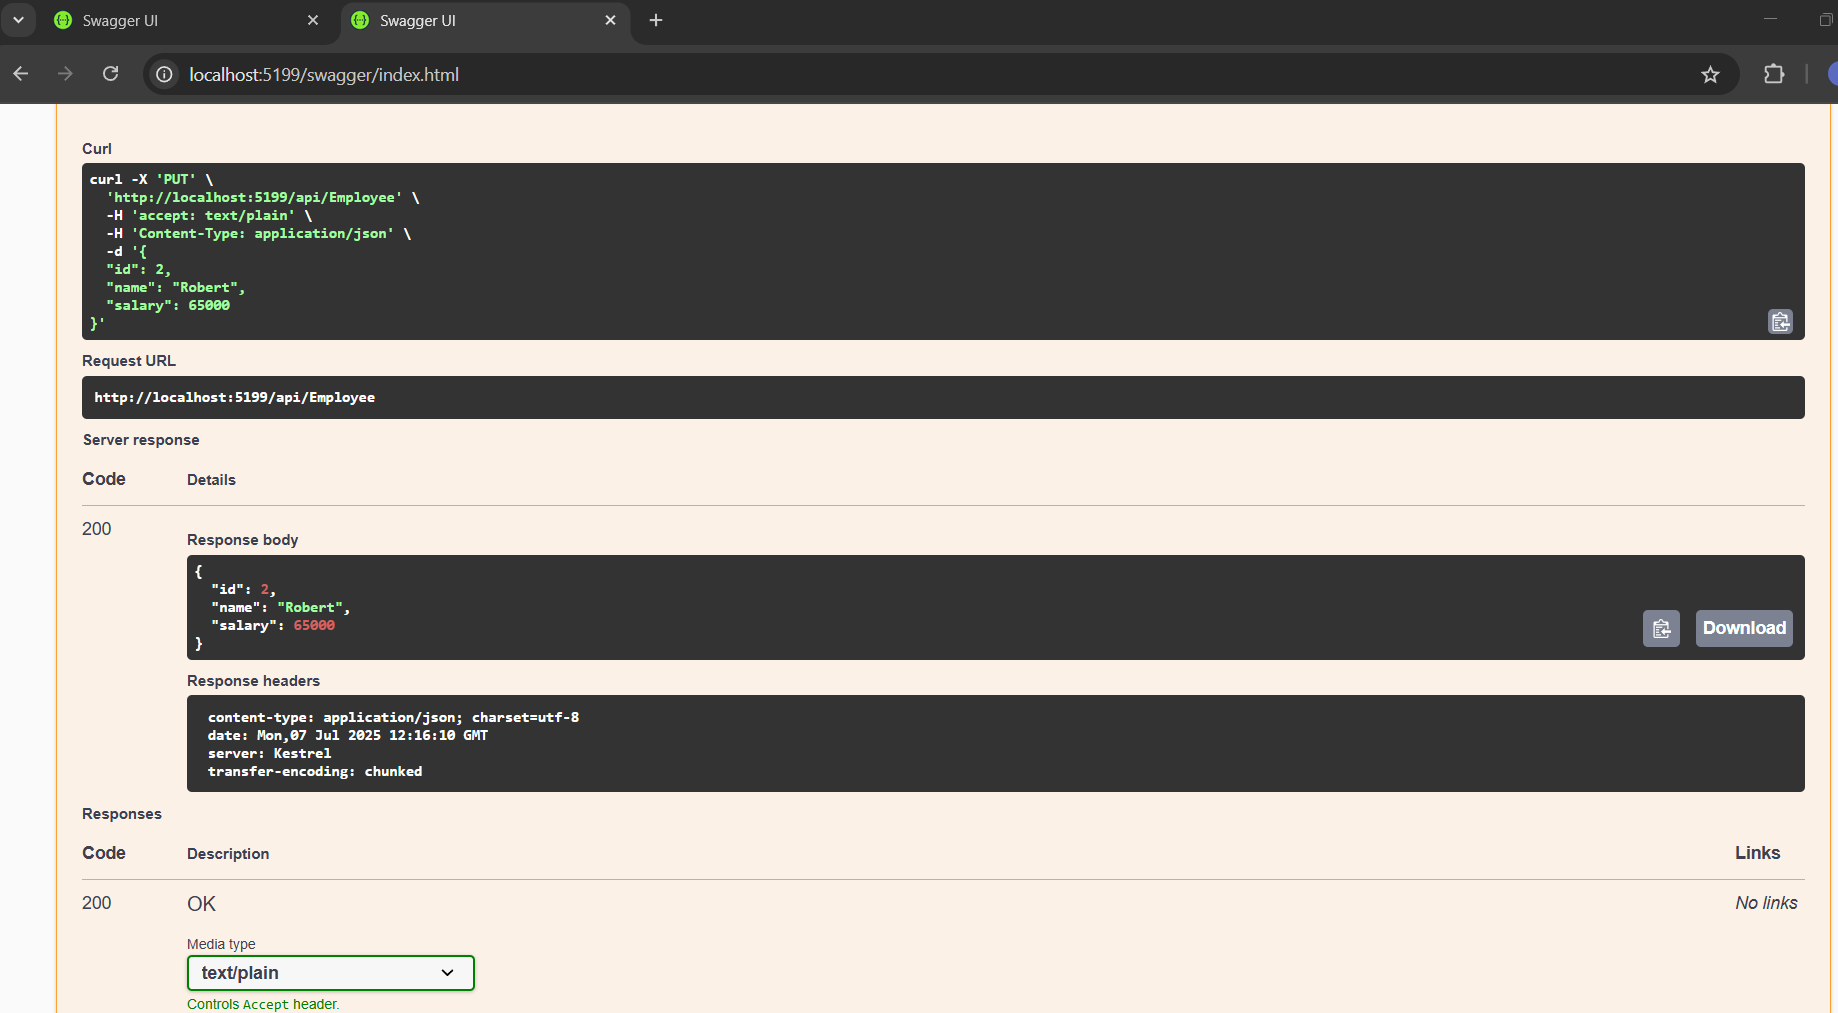 Swagger UI
Swagger UI
localhost:5199/swagger/index.html
Curl
curl -X 'PUT' \
'http://localhost:5199/api/Employee' \
-H 'accept: text/plain' \
-H 'Content-Type: application/json' \
-d '{
"id": 2,
"name": "Robert",
"salary": 65000
}'
Request URL
http://localhost:5199/api/Employee
Server response
Code Details
200
Response body
{
"id": 2,
"name": "Robert",
"salary": 65000
}
Download
Response headers
content-type: application/json; charset=utf-8
date: Mon,07 Jul 2025 12:16:10 GMT
server: Kestrel
transfer-encoding: chunked
Responses
Code Description Links
200 OK No links
Media type
text/plain
Controls Accept header.